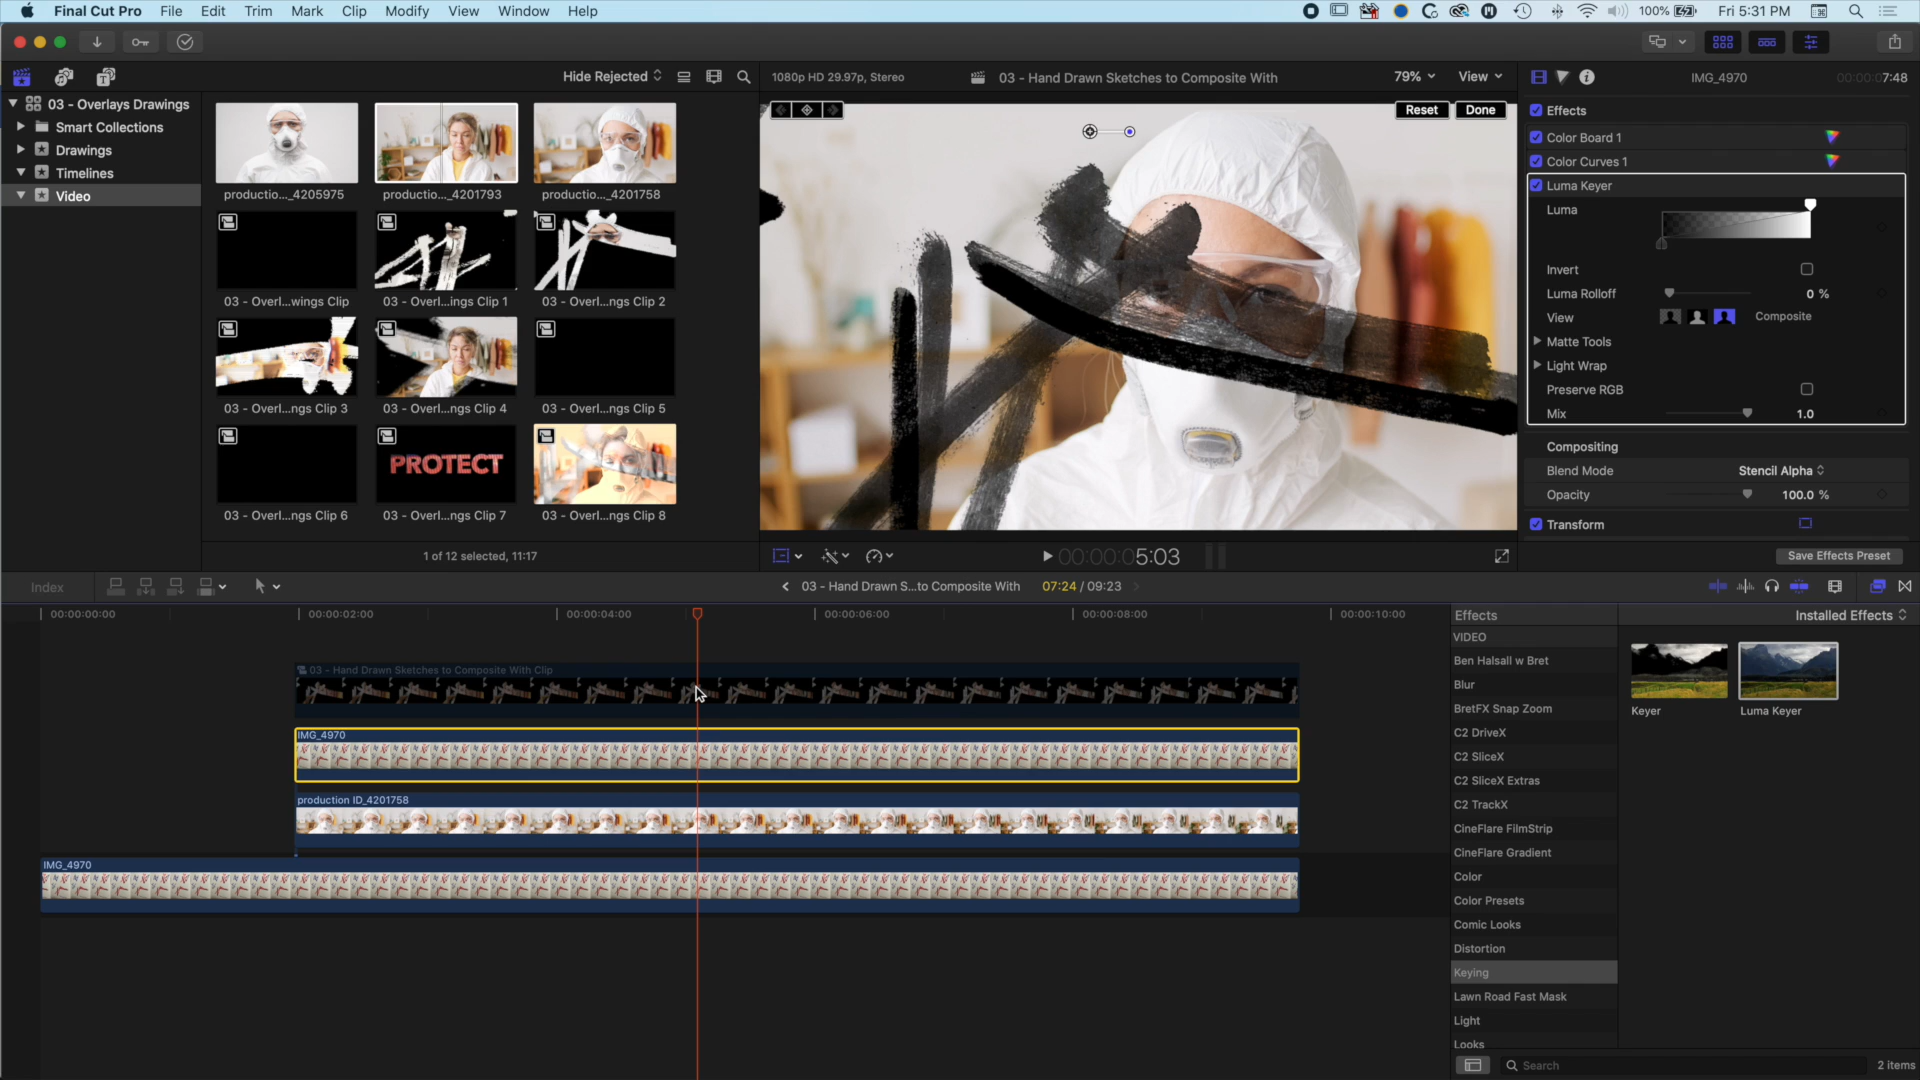 Final Cut Pro File Edit Trim Mark Clip Modify View Window Help 100% Fri 5:31 PM
Hide Rejected 1080p HD 29.97p, Stereo 03 - Hand Drawn Sketches to Composite With 79% View IMG_4970 00:00:07:48
03 - Overlays Drawings
Smart Collections
Drawings
Timelines
Video
productio..._4205975 productio..._4201793 productio..._4201758
03 - Overl...wings Clip 03 - Overl...ings Clip 1 03 - Overl...ngs Clip 2
03 - Overl...ngs Clip 3 03 - Overl...ngs Clip 4 03 - Overl...ngs Clip 5
PROTECT
03 - Overl...ngs Clip 6 03 - Overl...ngs Clip 7 03 - Overl...ngs Clip 8
1 of 12 selected, 11:17
Reset Done
00:00:00:5:03
Effects
Color Board 1
Color Curves 1
Luma Keyer
Luma
Invert
Luma Rolloff 0 %
View Composite
Matte Tools
Light Wrap
Preserve RGB
Mix 1.0
Compositing
Blend Mode Stencil Alpha
Opacity 100.0 %
Transform
Save Effects Preset
Index 03 - Hand Drawn S...to Composite With 07:24 / 09:23
00:00:00:00 00:00:02:00 00:00:04:00 00:00:06:00 00:00:08:00 00:00:10:00
03 - Hand Drawn Sketches to Composite With Clip
IMG_4970
production ID_4201758
IMG_4970
Effects Installed Effects
VIDEO
Ben Halsall w Bret
Blur
BretFX Snap Zoom
C2 DriveX
C2 SliceX
C2 SliceX Extras
C2 TrackX
CineFlare FilmStrip
CineFlare Gradient
Color
Color Presets
Comic Looks
Distortion
Keying
Lawn Road Fast Mask
Light
Looks
Keyer Luma Keyer
Search 2 items